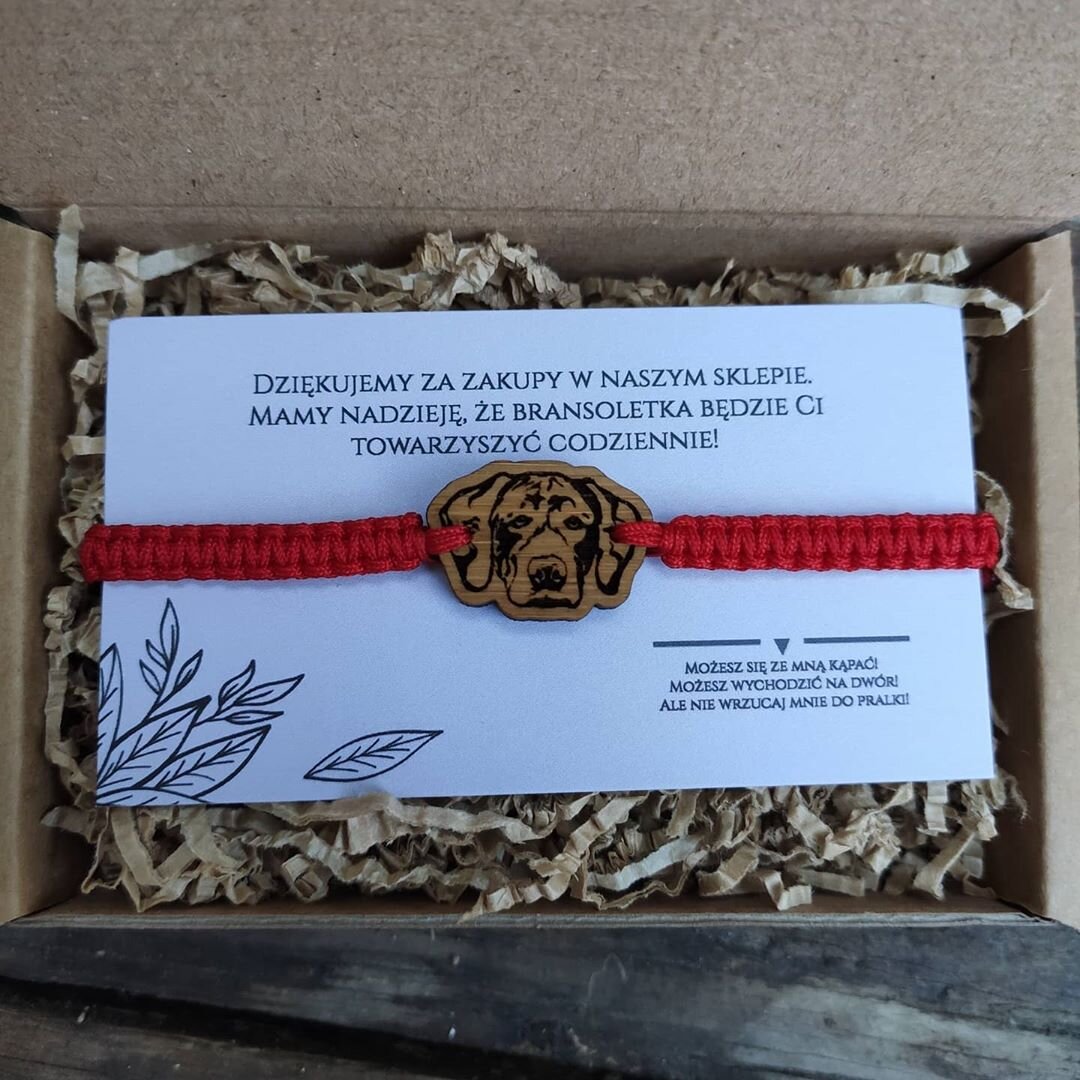 Dziękujemy za zakupy w naszym sklepie.
Mamy nadzieję, że bransoletka będzie Ci
towarzyszyć codziennie!
Możesz się ze mną kąpać!
Możesz wychodzić na dwór!
Ale nie wrzucaj mnie do pralki!